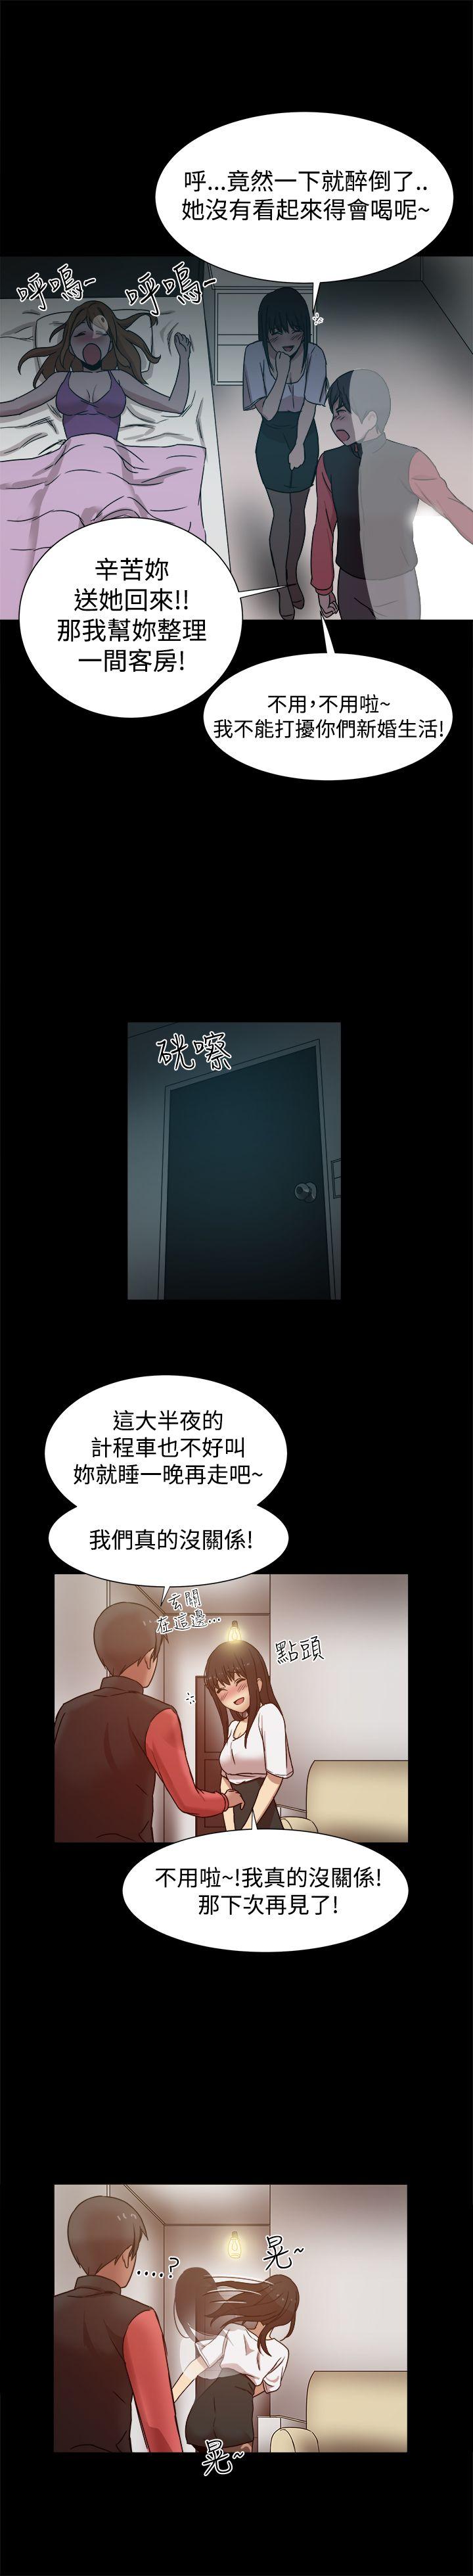 呼...竟然一下就醉倒了..
她沒有看起來得會喝呢~
呼嗚~
呼嗚~
辛苦妳
送她回來!!
那我幫妳整理
一間客房!
不用,不用啦~
我不能打擾你們新婚生活!
硄嚓
這大半夜的
計程車也不好叫
妳就睡一晚再走吧~
我們真的沒關係!
玄關
在這邊...
點頭
不用啦~!我真的沒關係!
那下次再見了!
....?
晃~
晃~